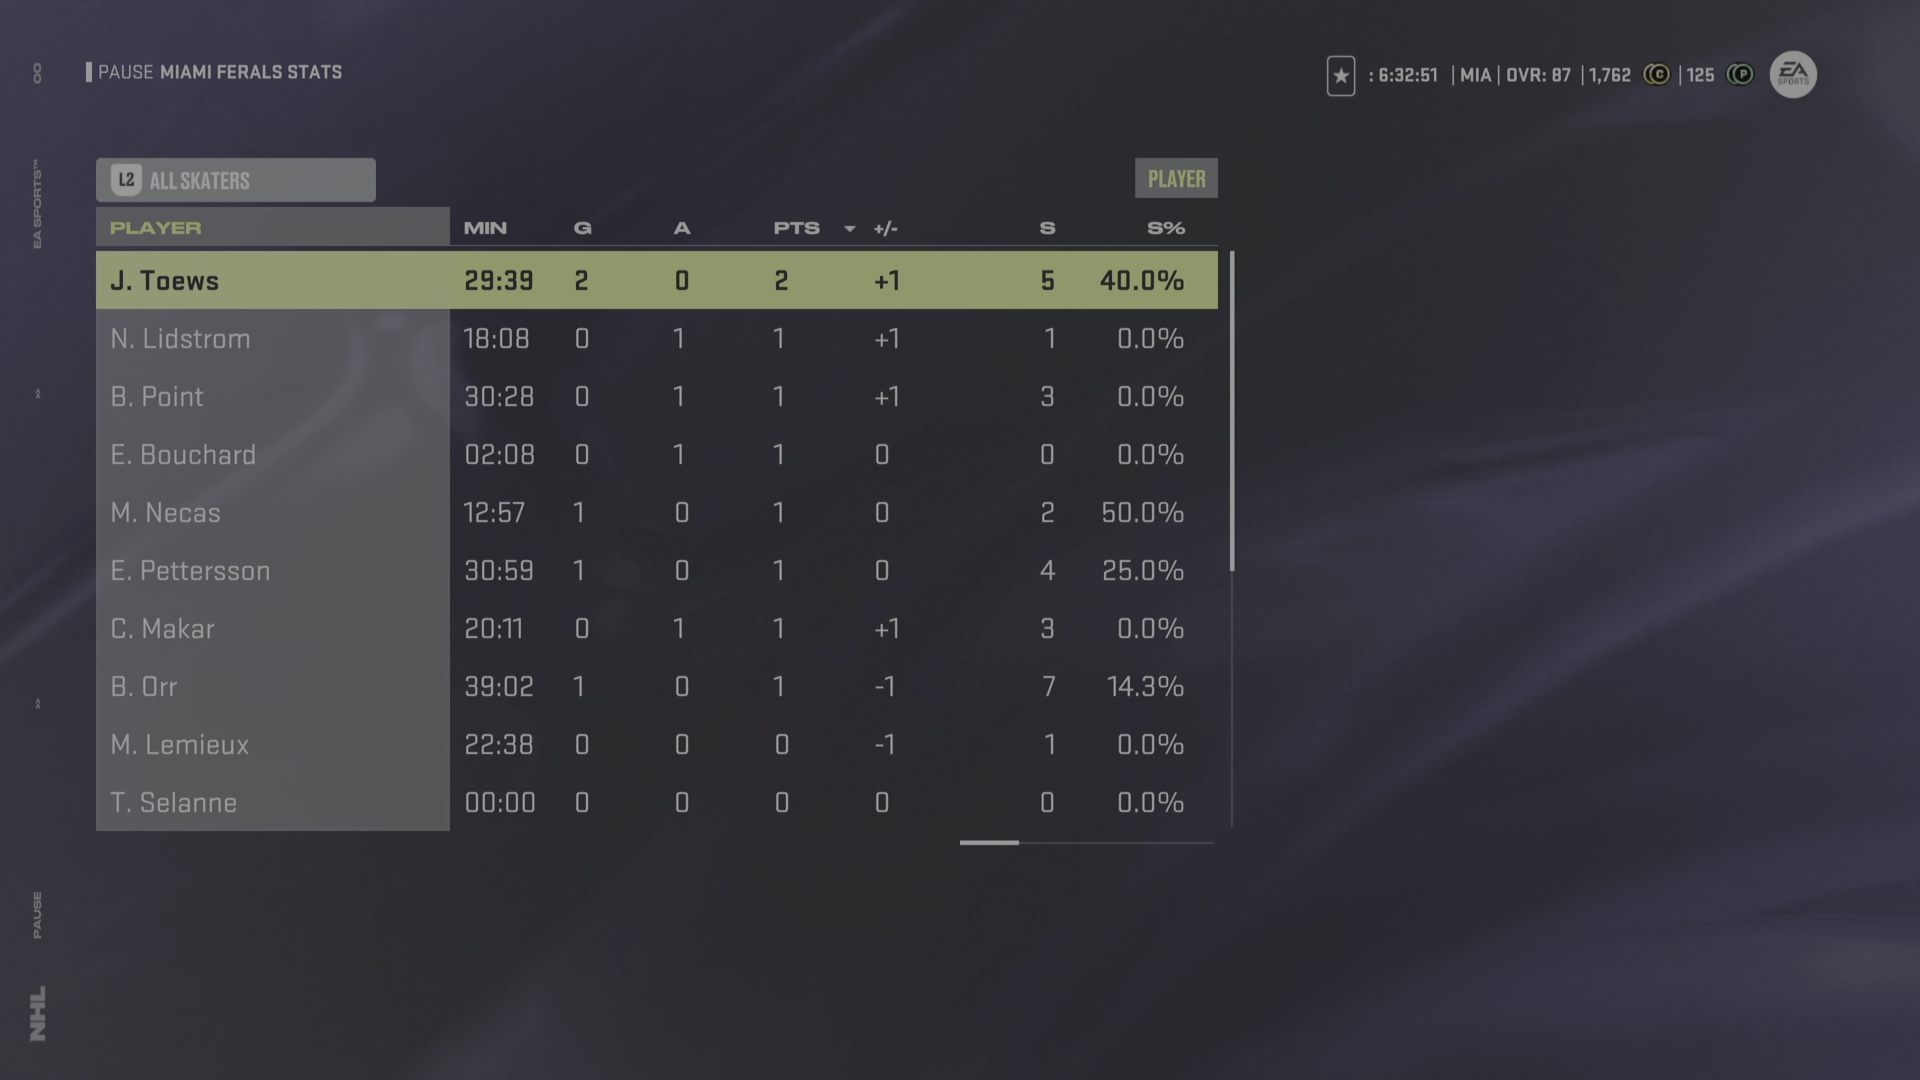 PAUSE MIAMI FERALS STATS
: 6:32:51 | MIA | OVR: 87 | 1,762 C | 125 P
EA SPORTS
EA SPORTS™
L2 ALL SKATERS
PLAYER
PLAYER MIN G A PTS +/- S S%
J. Toews 29:39 2 0 2 +1 5 40.0%
N. Lidstrom 18:08 0 1 1 +1 1 0.0%
B. Point 30:28 0 1 1 +1 3 0.0%
E. Bouchard 02:08 0 1 1 0 0 0.0%
M. Necas 12:57 1 0 1 0 2 50.0%
E. Pettersson 30:59 1 0 1 0 4 25.0%
C. Makar 20:11 0 1 1 +1 3 0.0%
B. Orr 39:02 1 0 1 -1 7 14.3%
M. Lemieux 22:38 0 0 0 -1 1 0.0%
T. Selanne 00:00 0 0 0 0 0 0.0%
PAUSE
NHL